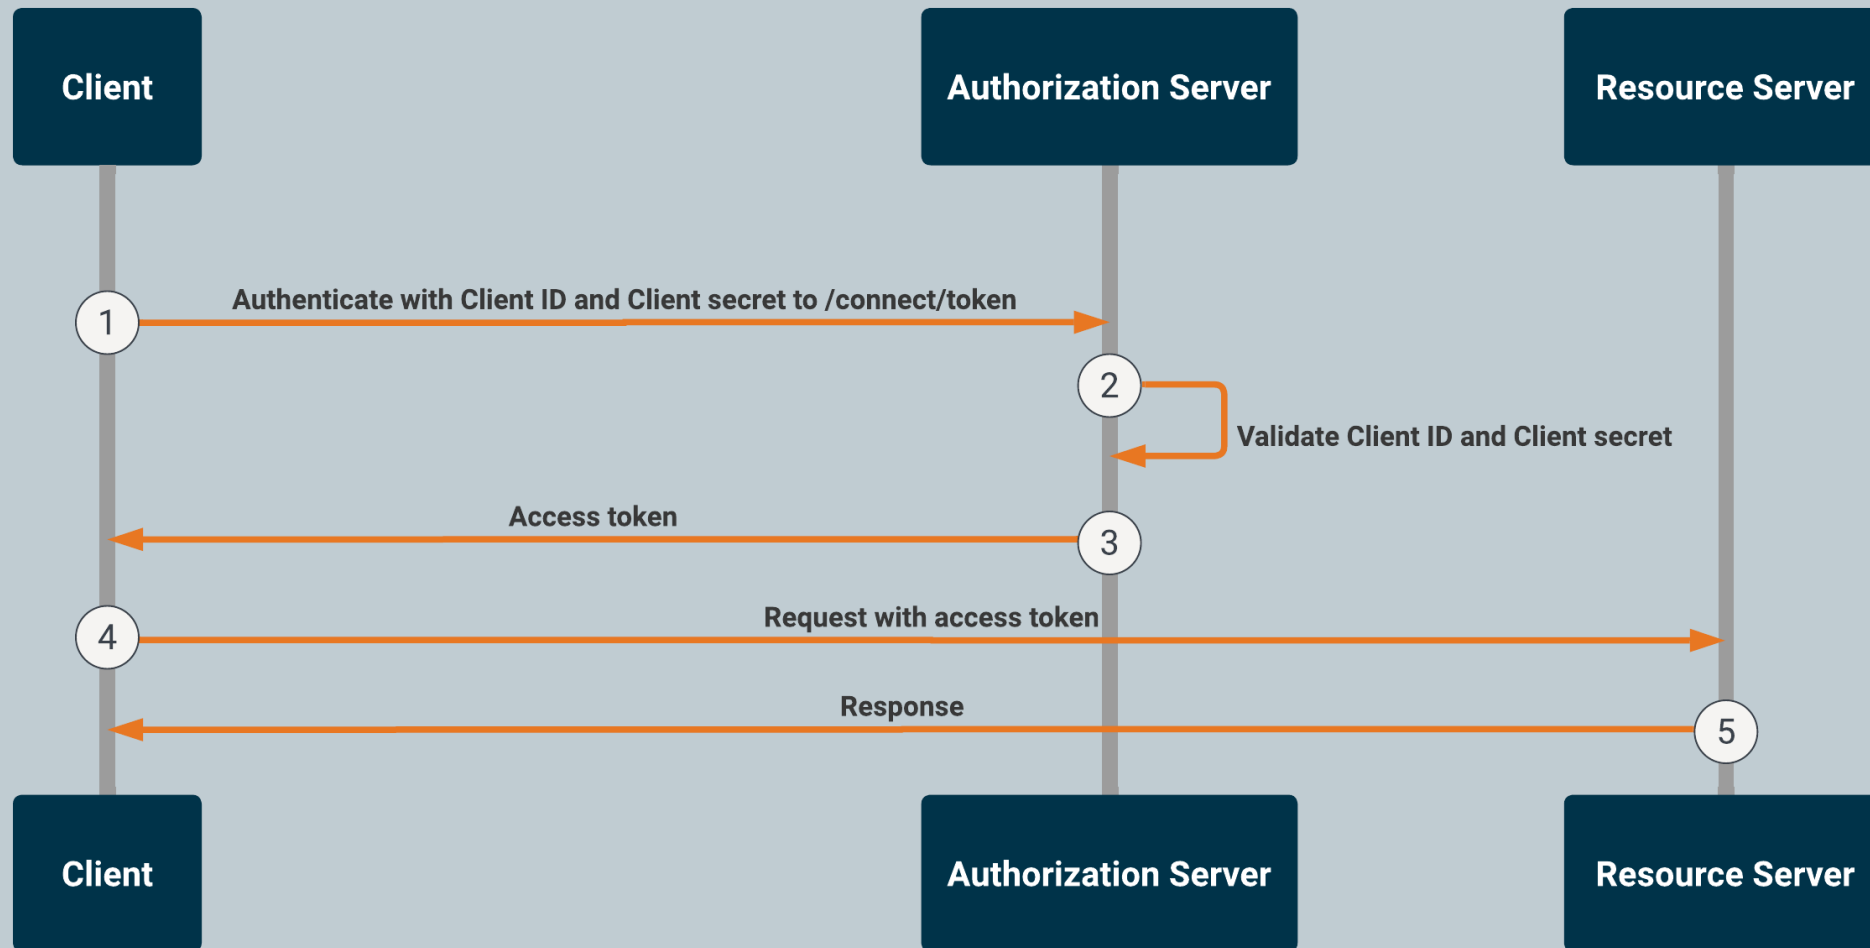 Client
Authorization Server
Resource Server
Authenticate with Client ID and Client secret to /connect/token
1
2
Validate Client ID and Client secret
Access token
3
Request with access token
4
Response
5
Client
Authorization Server
Resource Server